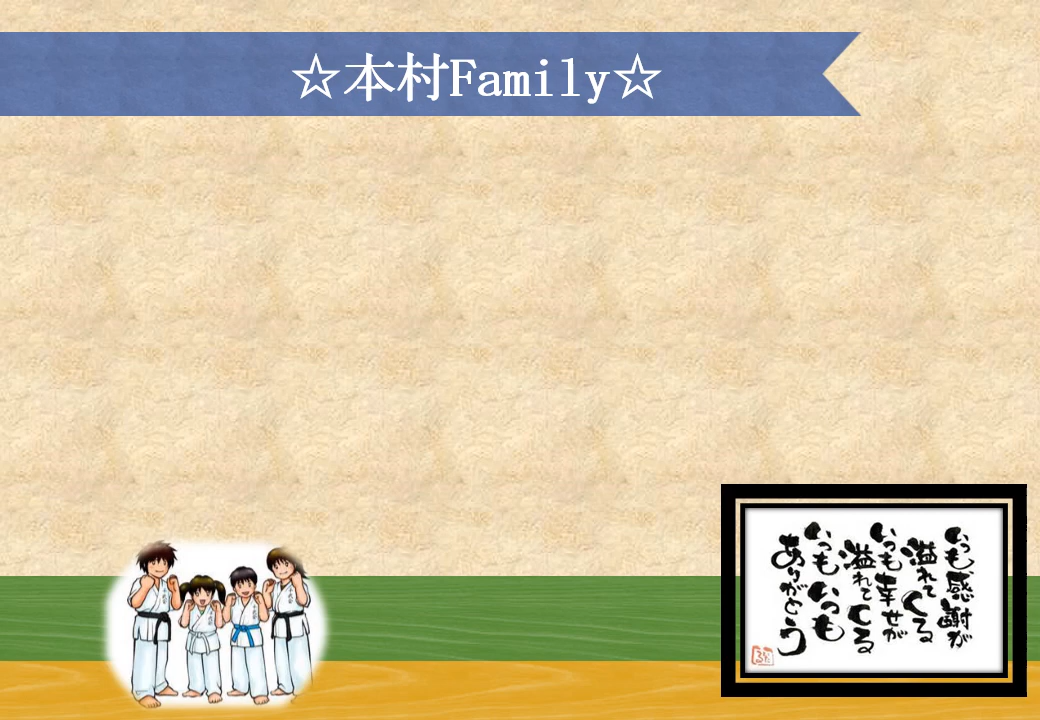 ☆本村Family☆
いつも感謝が
溢れてくる
いつも幸せが
溢れてくる
いつもいつも
ありがとう